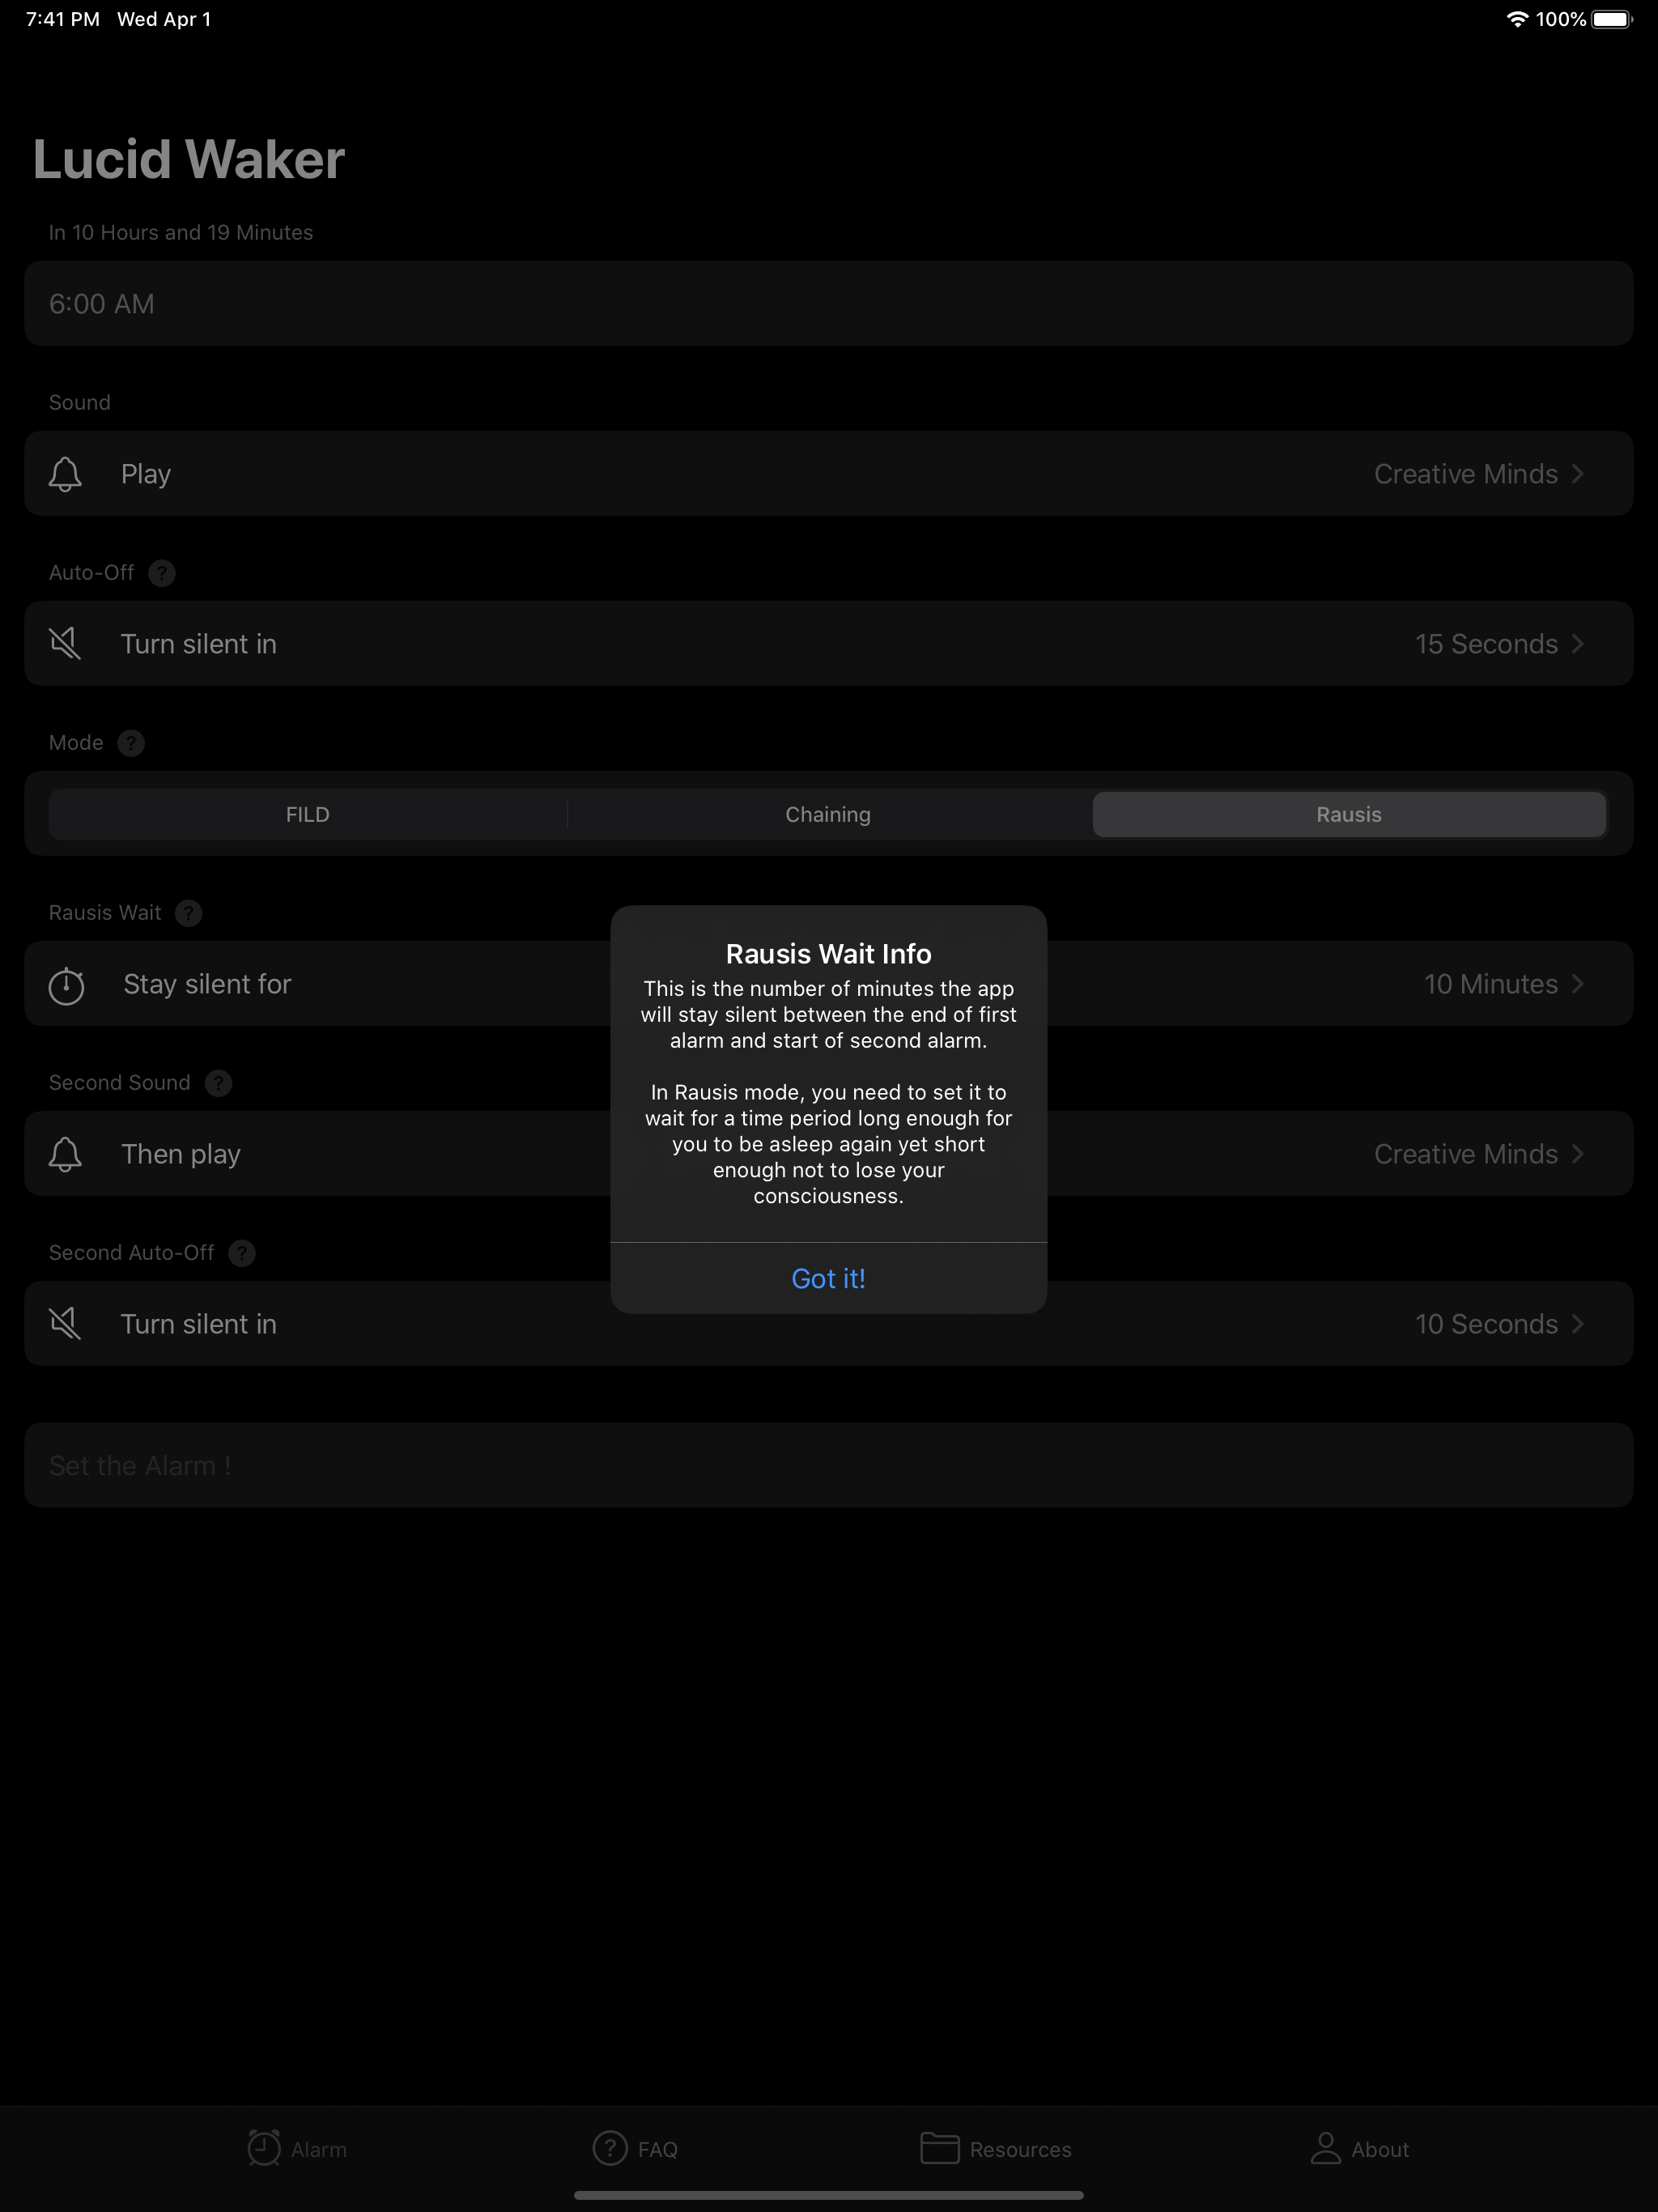 7:41 PM Wed Apr 1
100%
Lucid Waker
In 10 Hours and 19 Minutes
6:00 AM
Sound
Play
Creative Minds
Auto-Off ?
Turn silent in
15 Seconds
Mode ?
FILD
Chaining
Rausis
Rausis Wait ?
Stay silent for
10 Minutes
Second Sound ?
Then play
Creative Minds
Second Auto-Off ?
Turn silent in
10 Seconds
Rausis Wait Info
This is the number of minutes the app
will stay silent between the end of first
alarm and start of second alarm.
In Rausis mode, you need to set it to
wait for a time period long enough for
you to be asleep again yet short
enough not to lose your
consciousness.
Got it!
Set the Alarm !
Alarm
? FAQ
Resources
About